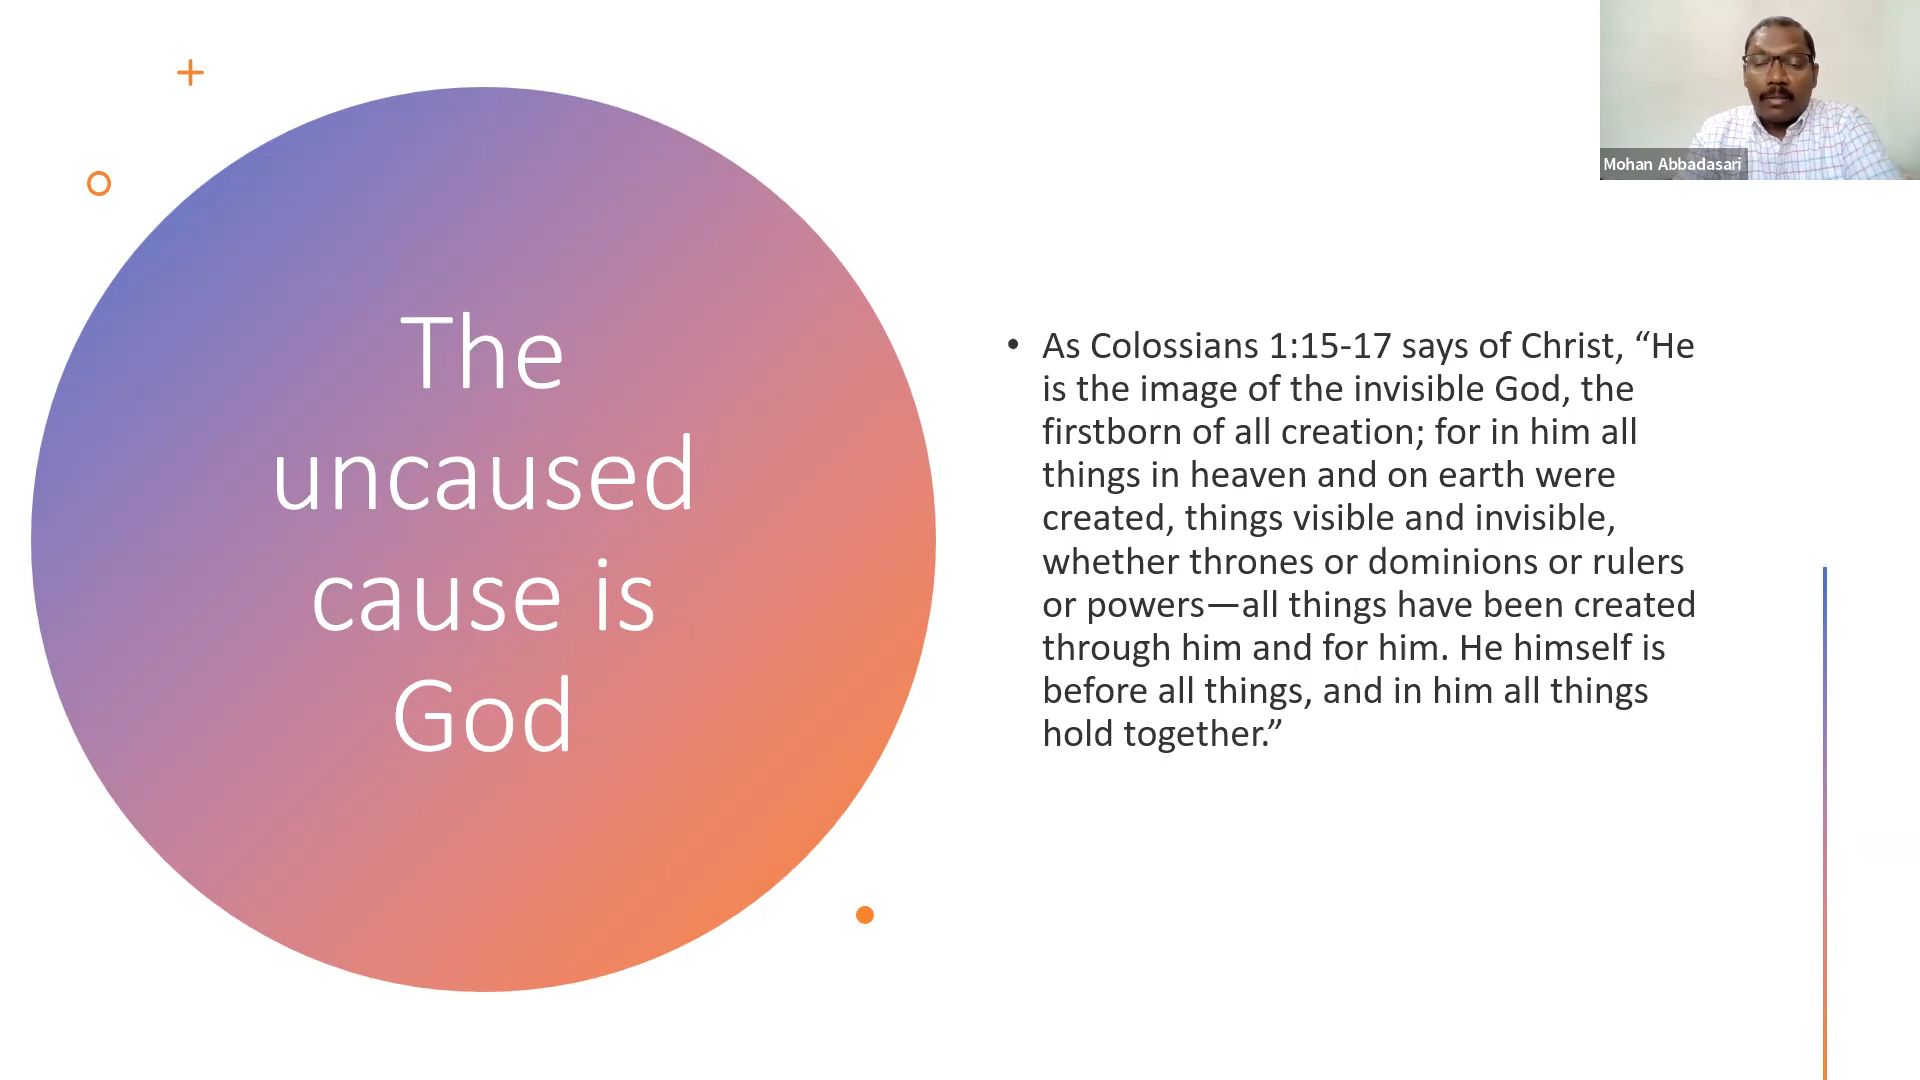 The
uncaused
cause is
God
• As Colossians 1:15-17 says of Christ, “He
is the image of the invisible God, the
firstborn of all creation; for in him all
things in heaven and on earth were
created, things visible and invisible,
whether thrones or dominions or rulers
or powers—all things have been created
through him and for him. He himself is
before all things, and in him all things
hold together.”
Mohan Abbadasari